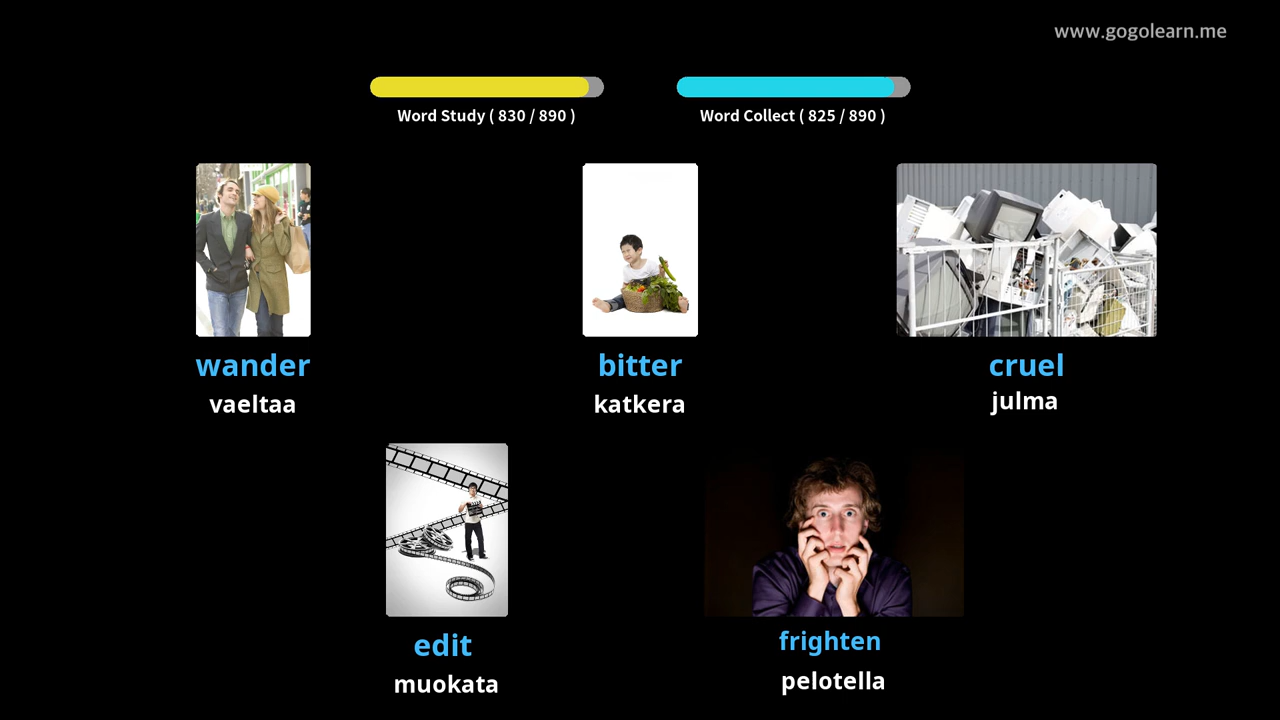 www.gogolearn.me
Word Study ( 830 / 890 )
Word Collect ( 825 / 890 )
wander
vaeltaa
bitter
katkera
cruel
julma
edit
muokata
frighten
pelotella